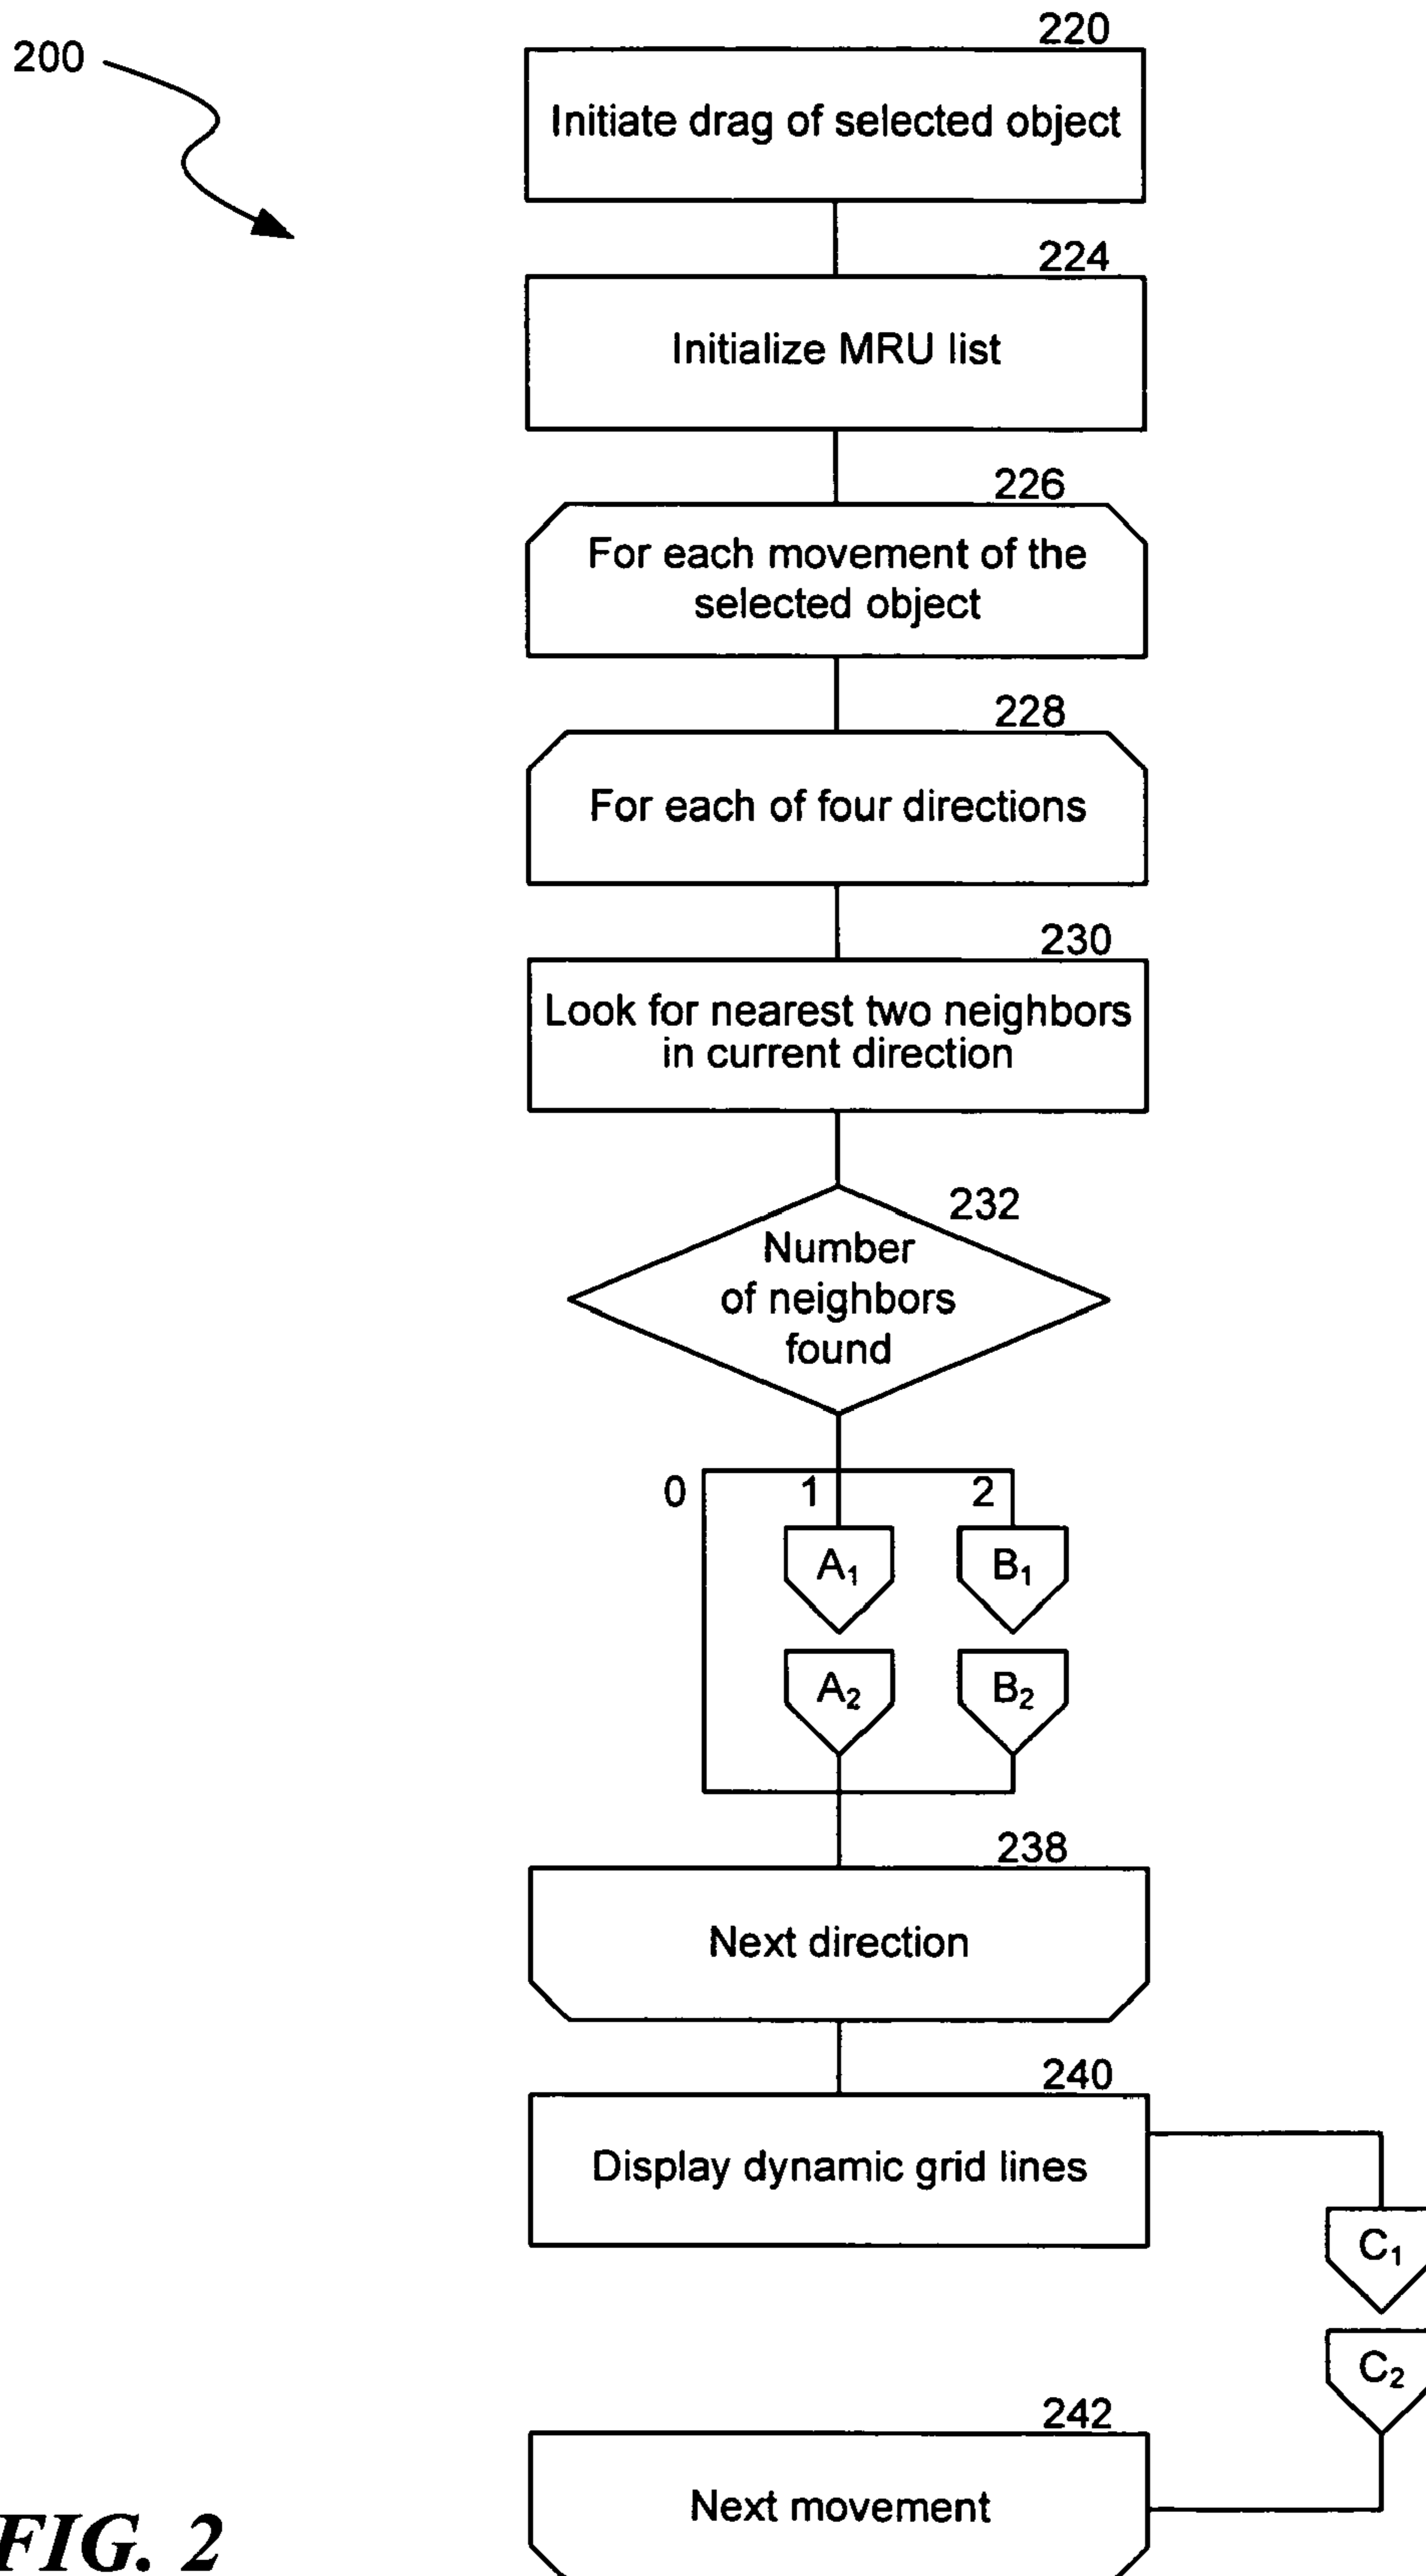 200
220
Initiate drag of selected object
224
Initialize MRU list
226
For each movement of the
selected object
228
For each of four directions
230
Look for nearest two neighbors
in current direction
232
Number
of neighbors
found
0 1 2
A₁ B₁
A₂ B₂
238
Next direction
240
Display dynamic grid lines
C₁
C₂
242
Next movement
FIG. 2